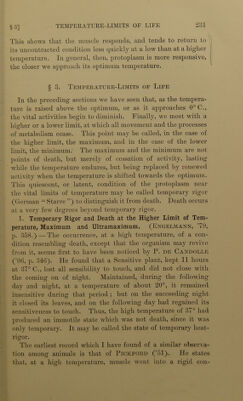 § 3] TEMPERATURE-LIMITS OF LIFE 231
This shows that the muscle responds, and tends to return to
its uncontracted condition less quickly at a low than at a higher
temperature. In general, then, protoplasm is more responsive,
the closer we approach its optimum temperature.
§ 3. TEMPERATURE-LIMITS OF LIFE
In the preceding sections we have seen that, as the tempera-
ture is raised above the optimum, or as it approaches 0° C.,
the vital activities begin to diminish. Finally, we meet with a
higher or a lower limit, at which all movement and the processes
of metabolism cease. This point may be called, in the case of
the higher limit, the maximum, and in the case of the lower
limit, the minimum. The maximum and the minimum are not
points of death, but merely of cessation of activity, lasting
while the temperature endures, but being replaced by renewed
activity when the temperature is shifted towards the optimum.
This quiescent, or latent, condition of the protoplasm near
the vital limits of temperature may be called temporary rigor
(German “Starre”) to distinguish it from death. Death occurs
at a very few degrees beyond temporary rigor.
1. Temporary Rigor and Death at the Higher Limit of Tem-
perature, Maximum and Ultramaximum. (ENGELMANN, '79,
p. 358.) — The occurrence, at a high temperature, of a con-
dition resembling death, except that the organism may revive
from it, seems first to have been noticed by P. DE CANDOLLE
('06, p. 346). He found that a Sensitive plant, kept 11 hours
at 37° C., lost all sensibility to touch, and did not close with
the coming on of night. Maintained, during the following
day and night, at a temperature of about 20°, it remained
insensitive during that period; but on the succeeding night
it closed its leaves, and on the following day had regained its
sensitiveness to touch. Thus, the high temperature of 37° had
produced an immobile state which was not death, since it was
only temporary. It may be called the state of temporary heat-
rigor.
The earliest record which I have found of a similar observa-
tion among animals is that of PICKFORD ('51). He states
that, at a high temperature, muscle went into a rigid con-